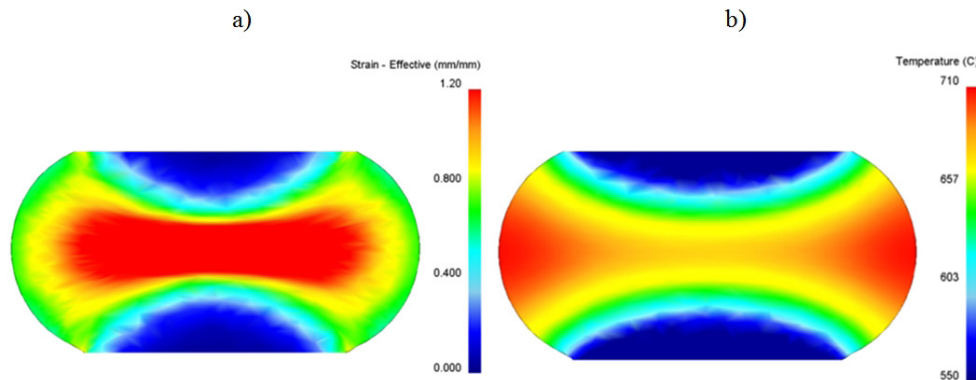 a)
b)
Strain - Effective (mm/mm)
1.20
0.800
0.400
0.000
Temperature (C)
710
657
603
550